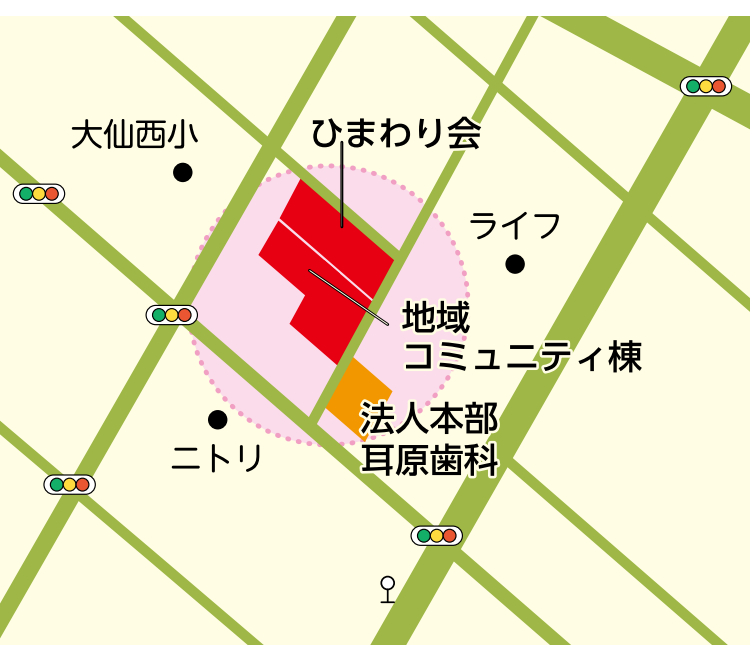 大仙西小
ひまわり会
ライフ
地域
コミュニティ棟
法人本部
耳原歯科
ニトリ